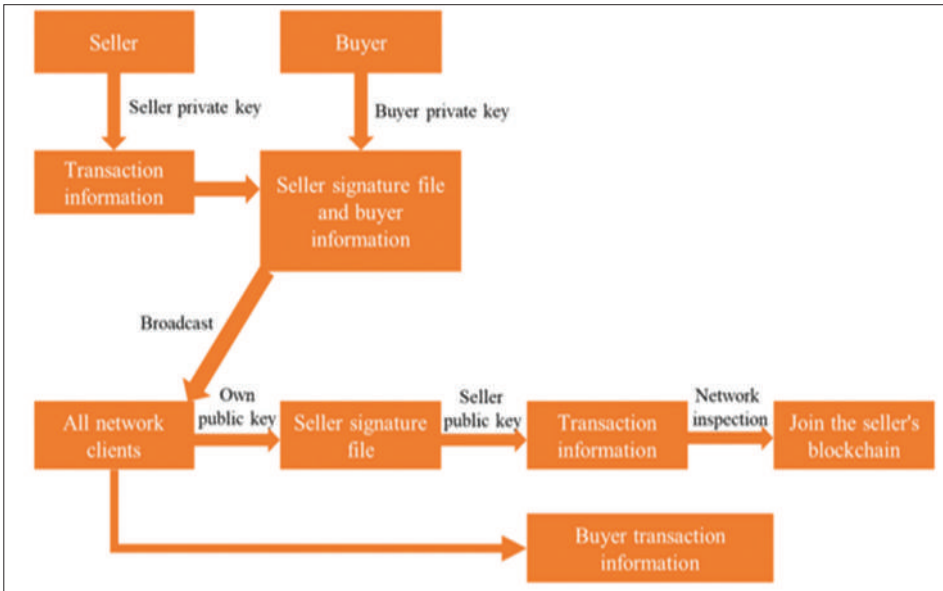 Seller
Buyer
Seller private key
Buyer private key
Transaction
information
Seller signature file
and buyer
information
Broadcast
All network
clients
Own
public key
Seller signature
file
Seller
public key
Transaction
information
Network
inspection
Join the seller's
blockchain
Buyer transaction
information